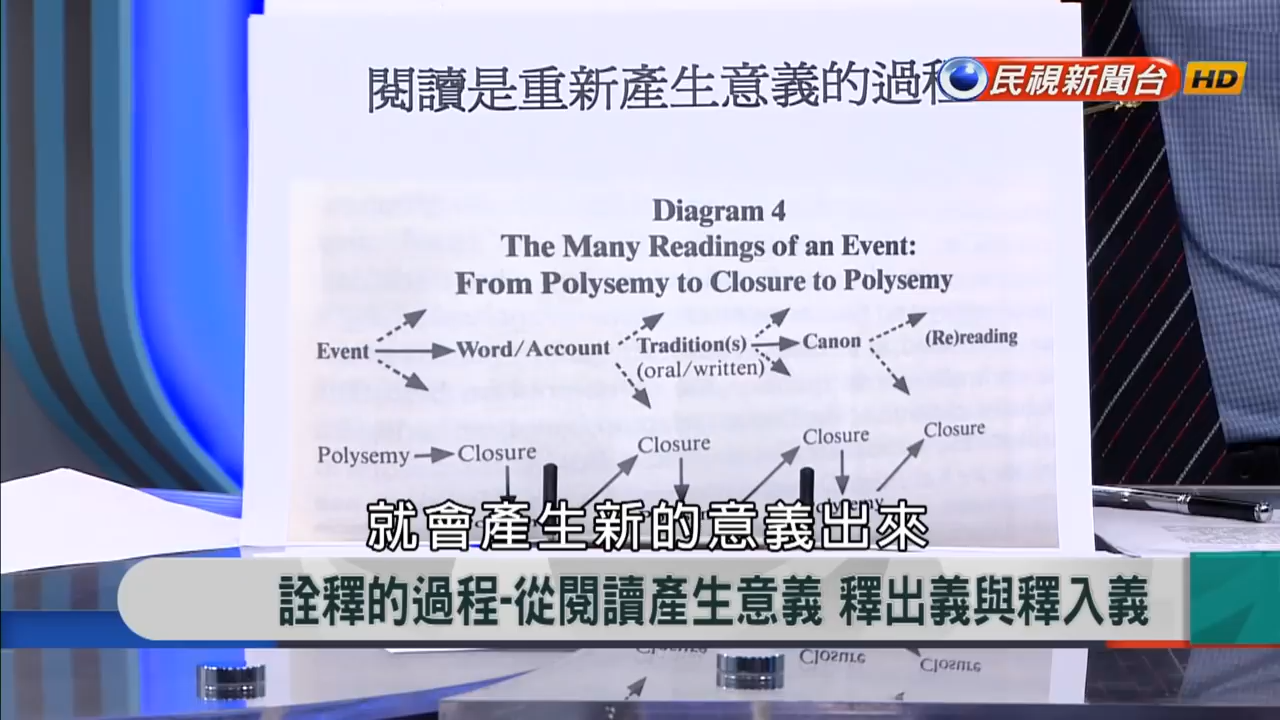 閱讀是重新產生意義的過程
民視新聞台 HD
Diagram 4
The Many Readings of an Event:
From Polysemy to Closure to Polysemy
Event Word/Account Tradition(s) Canon (Re)reading
(oral/written)
Polysemy Closure Closure Closure Closure
就會產生新的意義出來
詮釋的過程-從閱讀產生意義 釋出義與釋入義
Closure Closure Closure